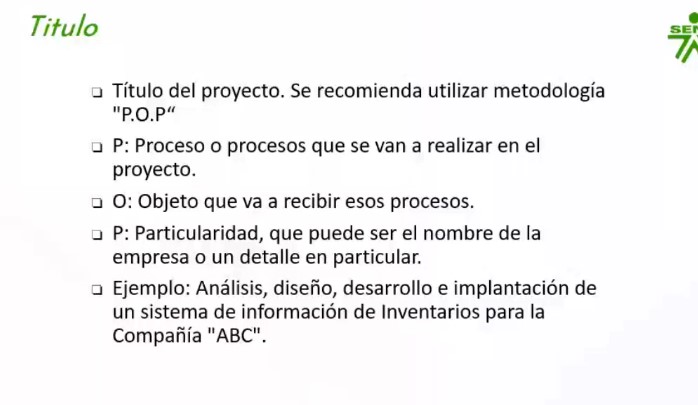 Titulo
SEN
Título del proyecto. Se recomienda utilizar metodología
"P.O.P“
P: Proceso o procesos que se van a realizar en el
proyecto.
O: Objeto que va a recibir esos procesos.
P: Particularidad, que puede ser el nombre de la
empresa o un detalle en particular.
Ejemplo: Análisis, diseño, desarrollo e implantación de
un sistema de información de Inventarios para la
Compañía "ABC".